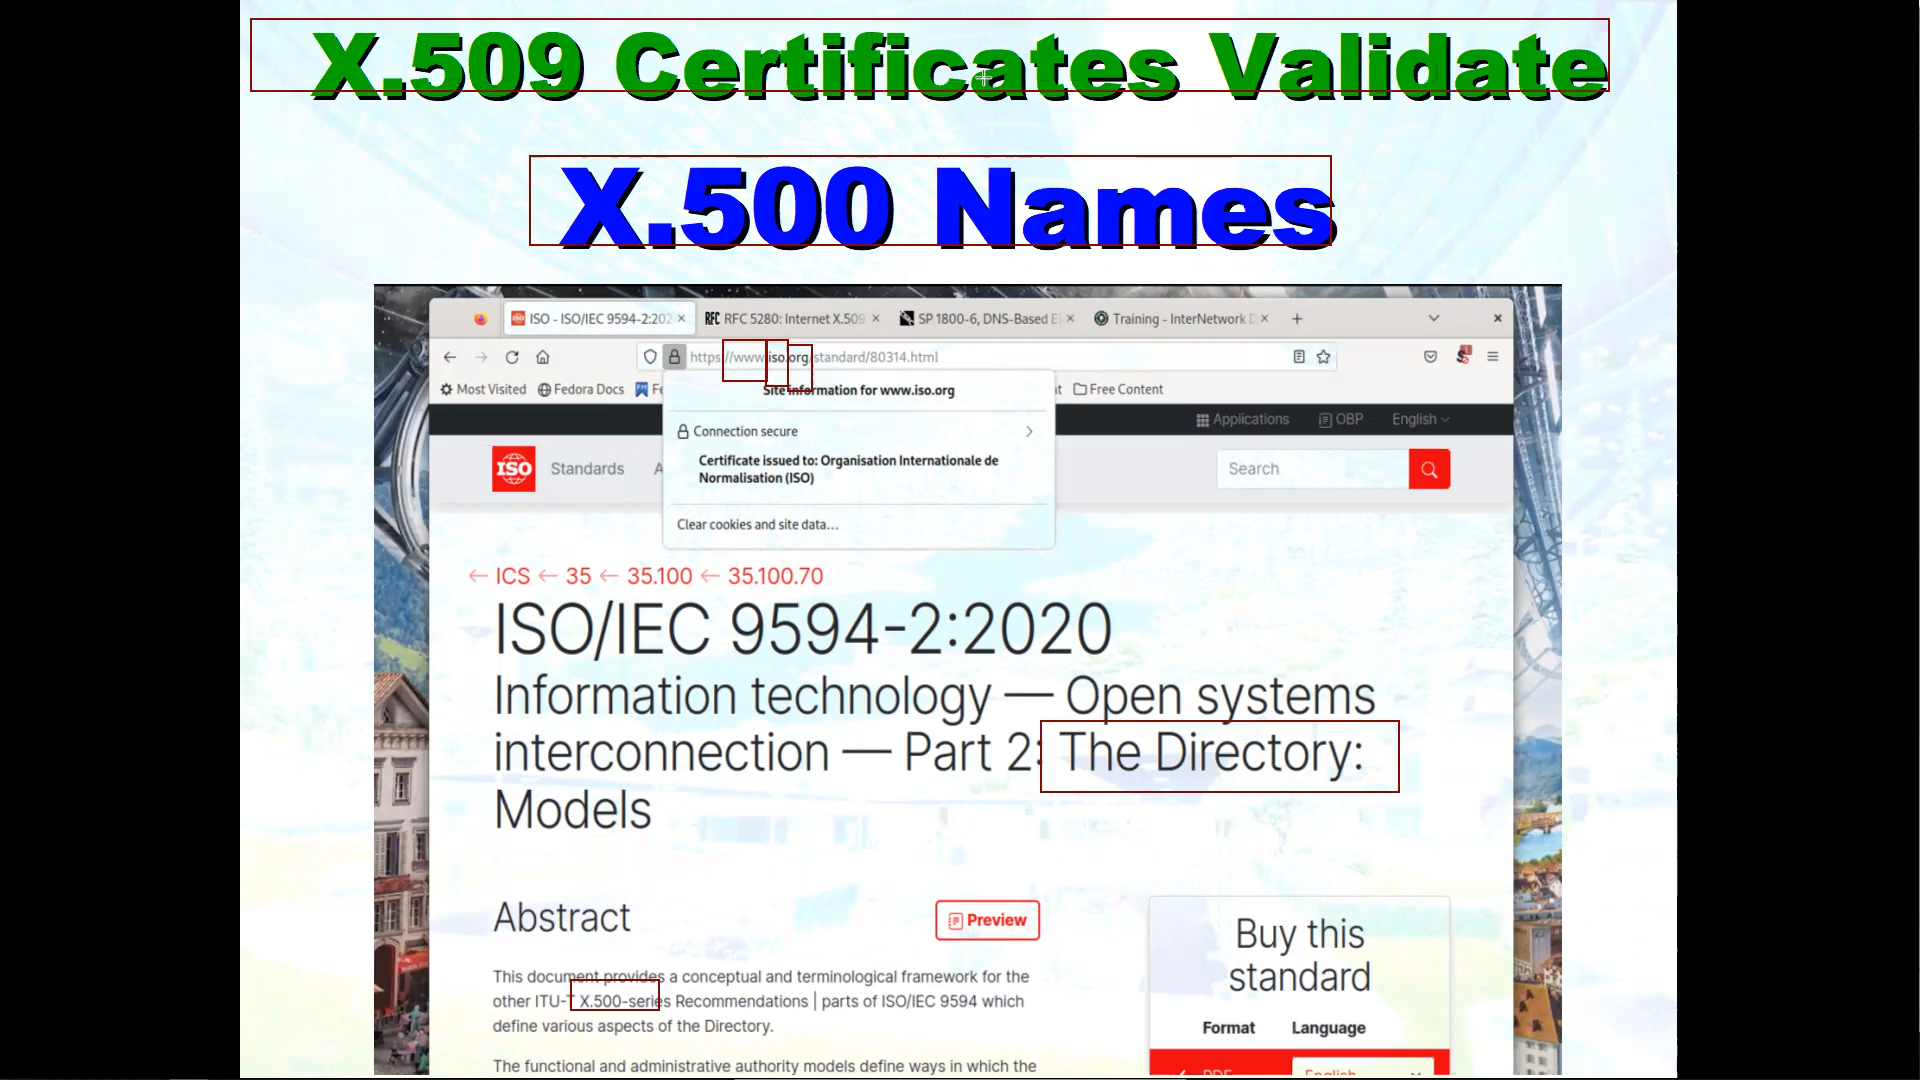 X.509 Certificates Validate
X.500 Names
ISO - ISO/IEC 9594-2:202
RFC RFC 5280: Internet X.509
SP 1800-6, DNS-Based E
Training - InterNetwork D
https://www.iso.org/standard/80314.html
Most Visited
Fedora Docs
Free Content
Site information for www.iso.org
Connection secure
Certificate issued to: Organisation Internationale de
Normalisation (ISO)
Clear cookies and site data...
Applications
OBP
English
ISO
Standards
Search
← ICS ← 35 ← 35.100 ← 35.100.70
ISO/IEC 9594-2:2020
Information technology — Open systems
interconnection — Part 2: The Directory:
Models
Abstract
Preview
This document provides a conceptual and terminological framework for the
other ITU-T X.500-series Recommendations | parts of ISO/IEC 9594 which
define various aspects of the Directory.
The functional and administrative authority models define ways in which the
Buy this
standard
Format Language
PDF
English